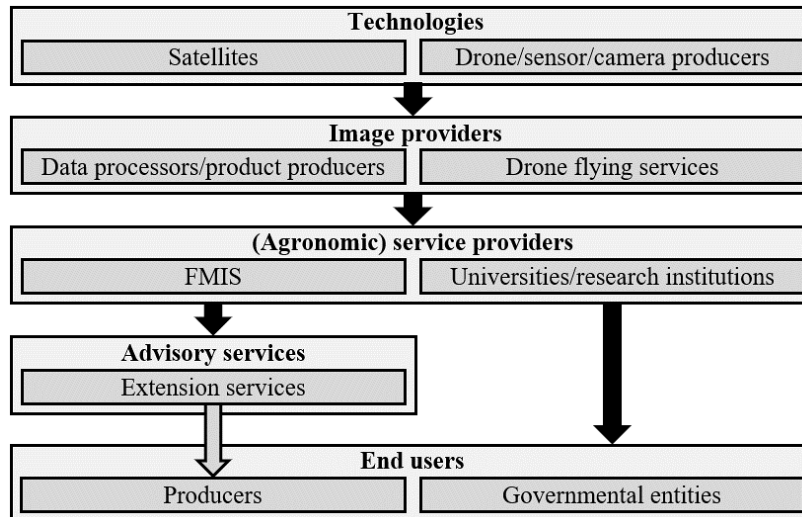 Technologies
Satellites
Drone/sensor/camera producers
Image providers
Data processors/product producers
Drone flying services
(Agronomic) service providers
FMIS
Universities/research institutions
Advisory services
Extension services
End users
Producers
Governmental entities